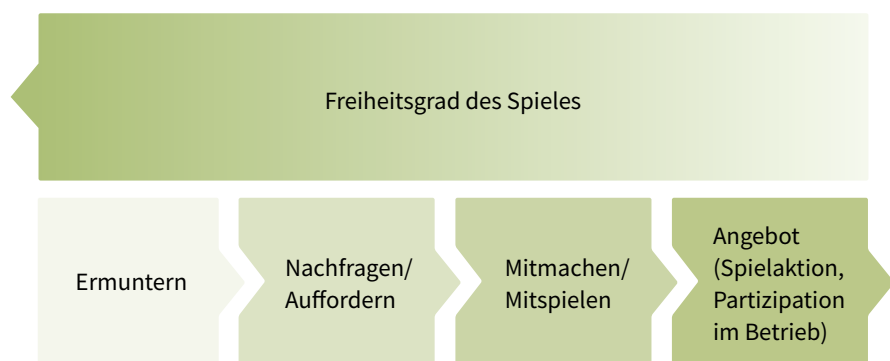 Freiheitsgrad des Spieles
Ermuntern
Nachfragen/
Auffordern
Mitmachen/
Mitspielen
Angebot
(Spielaktion,
Partizipation
im Betrieb)